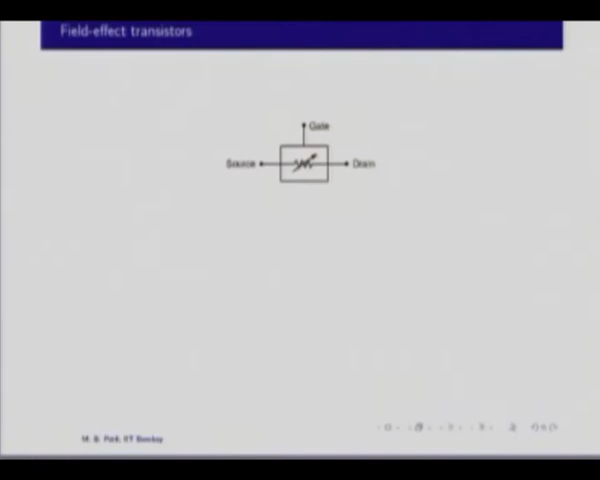 Field-effect transistors
Gate
Source
Drain
M. B. Patil, IIT Bombay